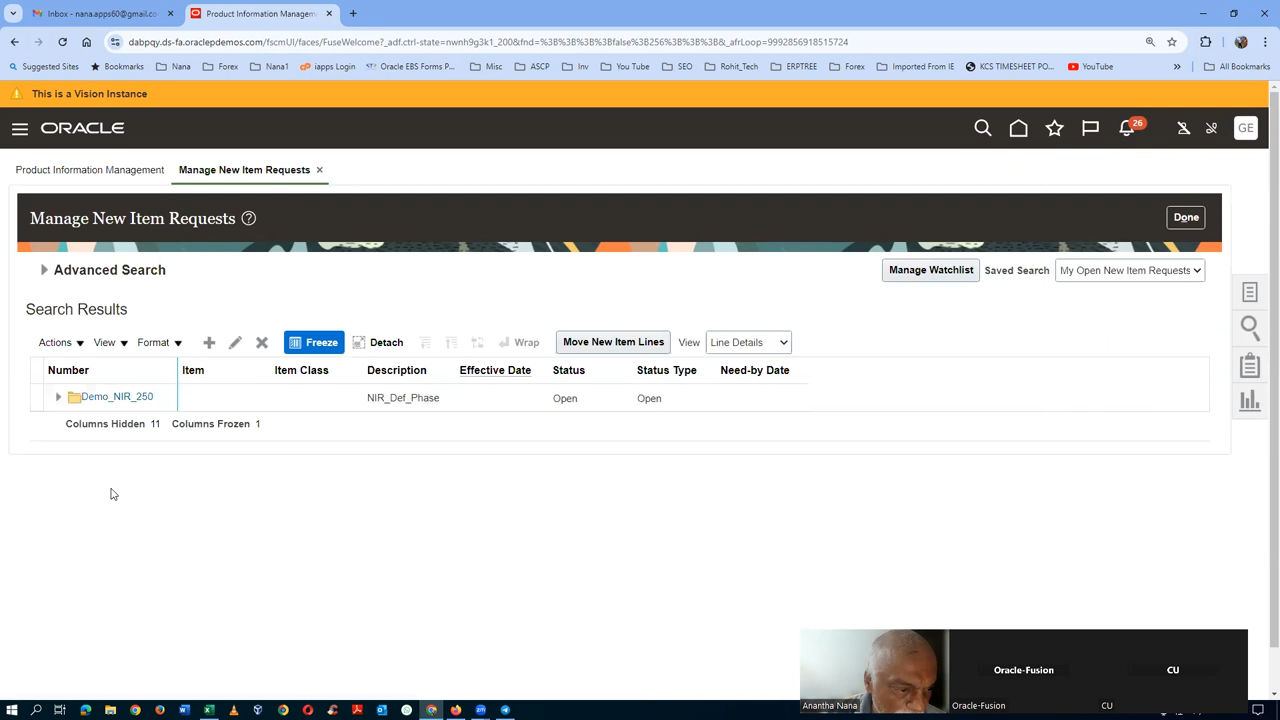 Inbox - nana.apps60@gmail.co
Product Information Managem
dabpqy.ds-fa.oraclepdemos.com/fscmUI/faces/FuseWelcome?_adf.ctrl-state=nwnh9g3k1_200&fnd=%3B%3B%3B%3Bfalse%3B256%3B%3B%3B&_afrLoop=9992856918515724
Suggested Sites Bookmarks Nana Forex Nana1 iapps Login Oracle EBS Forms P... Misc ASCP Inv You Tube SEO Rohit_Tech ERPTREE Forex Imported From IE KCS TIMESHEET PO... YouTube » All Bookmarks
This is a Vision Instance
ORACLE 26 GE
Product Information Management Manage New Item Requests
Manage New Item Requests Done
Advanced Search Manage Watchlist Saved Search My Open New Item Requests
Search Results
Actions View Format Freeze Detach Wrap Move New Item Lines View Line Details
Number Item Item Class Description Effective Date Status Status Type Need-by Date
Demo_NIR_250 NIR_Def_Phase Open Open
Columns Hidden 11 Columns Frozen 1
Oracle-Fusion CU
Anantha Nana Oracle-Fusion CU